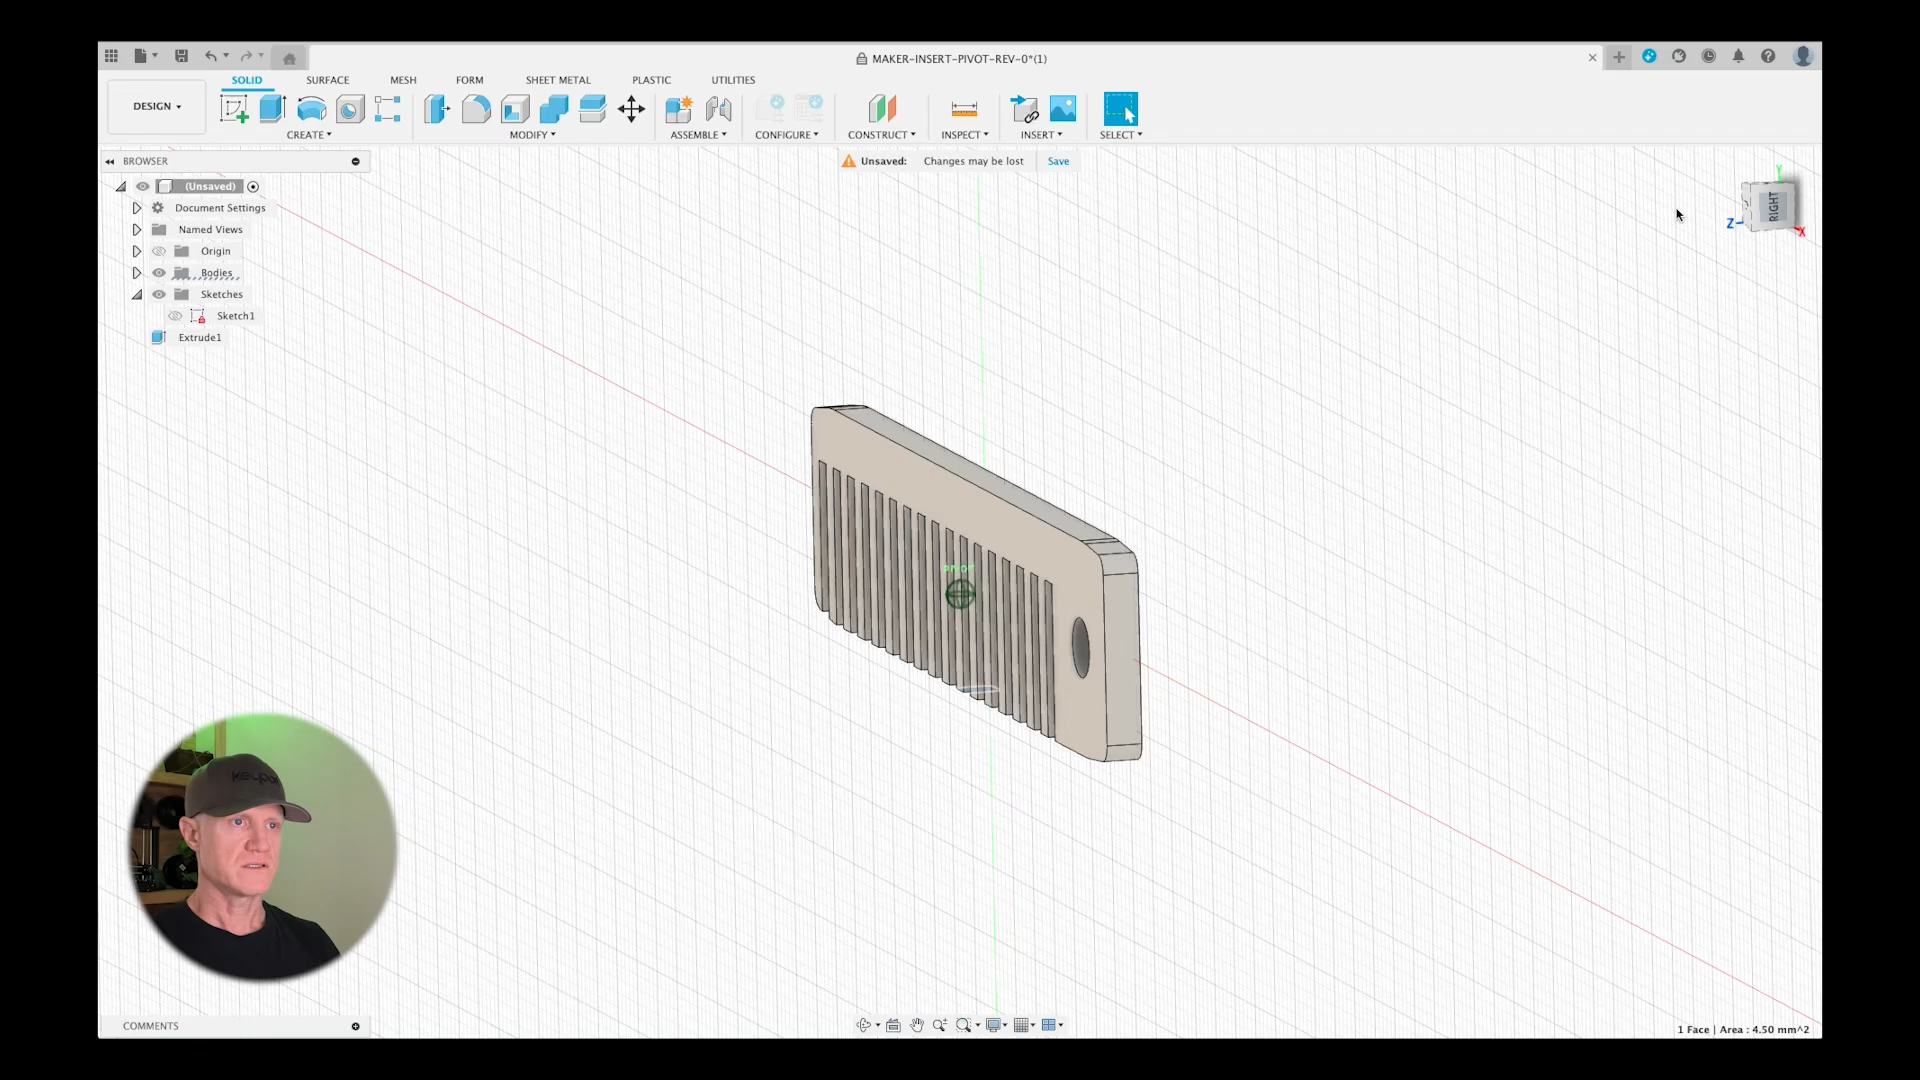 MAKER-INSERT-PIVOT-REV-0*(1)
SOLID
SURFACE
MESH
FORM
SHEET METAL
PLASTIC
UTILITIES
DESIGN
CREATE
MODIFY
ASSEMBLE
CONFIGURE
CONSTRUCT
INSPECT
INSERT
SELECT
BROWSER
Unsaved: Changes may be lost Save
(Unsaved)
Document Settings
Named Views
Origin
Bodies
Sketches
Sketch1
Extrude1
Y
RIGHT
Z
X
PIVOT
COMMENTS
1 Face | Area : 4.50 mm^2